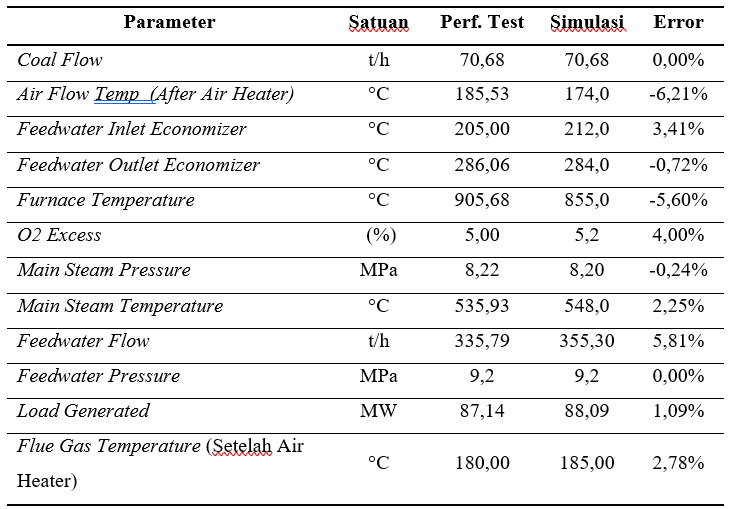 Parameter Satuan Perf. Test Simulasi Error
Coal Flow t/h 70,68 70,68 0,00%
Air Flow Temp (After Air Heater) °C 185,53 174,0 -6,21%
Feedwater Inlet Economizer °C 205,00 212,0 3,41%
Feedwater Outlet Economizer °C 286,06 284,0 -0,72%
Furnace Temperature °C 905,68 855,0 -5,60%
O2 Excess (%) 5,00 5,2 4,00%
Main Steam Pressure MPa 8,22 8,20 -0,24%
Main Steam Temperature °C 535,93 548,0 2,25%
Feedwater Flow t/h 335,79 355,30 5,81%
Feedwater Pressure MPa 9,2 9,2 0,00%
Load Generated MW 87,14 88,09 1,09%
Flue Gas Temperature (Setelah Air
Heater) °C 180,00 185,00 2,78%